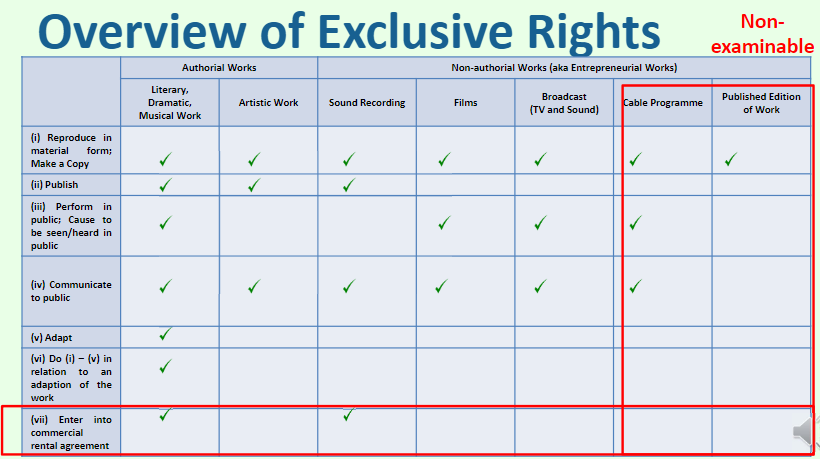 Overview of Exclusive Rights
Non-
examinable
Authorial Works
Non-authorial Works (aka Entrepreneurial Works)
Literary,
Dramatic,
Musical Work
Artistic Work
Sound Recording
Films
Broadcast
(TV and Sound)
Cable Programme
Published Edition
of Work
(i) Reproduce in
material form;
Make a Copy
✓ ✓ ✓ ✓ ✓ ✓ ✓
(ii) Publish
✓ ✓ ✓
(iii) Perform in
public; Cause to
be seen/heard in
public
✓ ✓ ✓ ✓
(iv) Communicate
to public
✓ ✓ ✓ ✓ ✓ ✓
(v) Adapt
✓
(vi) Do (i) – (v) in
relation to an
adaption of the
work
✓
(vii) Enter into
commercial
rental agreement
✓ ✓